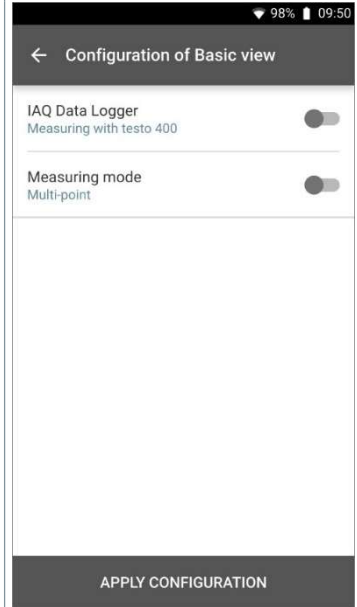 98% 09:50
← Configuration of Basic view
IAQ Data Logger
Measuring with testo 400
Measuring mode
Multi-point
APPLY CONFIGURATION